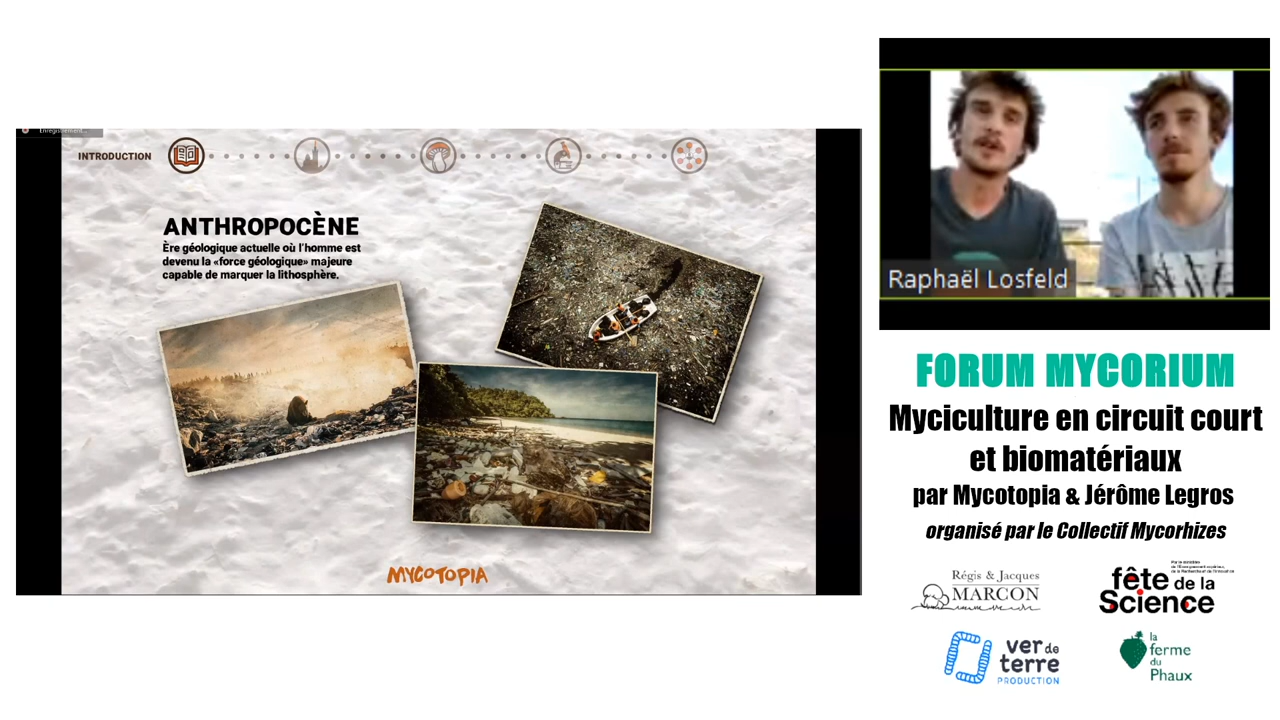 Enregistrement...
INTRODUCTION
ANTHROPOCÈNE
Ère géologique actuelle où l'homme est
devenu la «force géologique» majeure
capable de marquer la lithosphère.
MYCOTOPIA
Raphaël Losfeld
FORUM MYCORIUM
Myciculture en circuit court
et biomatériaux
par Mycotopia & Jérôme Legros
organisé par le Collectif Mycorhizes
Régis & Jacques
MARCON
fête de la
Science
ver de
terre
PRODUCTION
la
ferme
du
Phaux